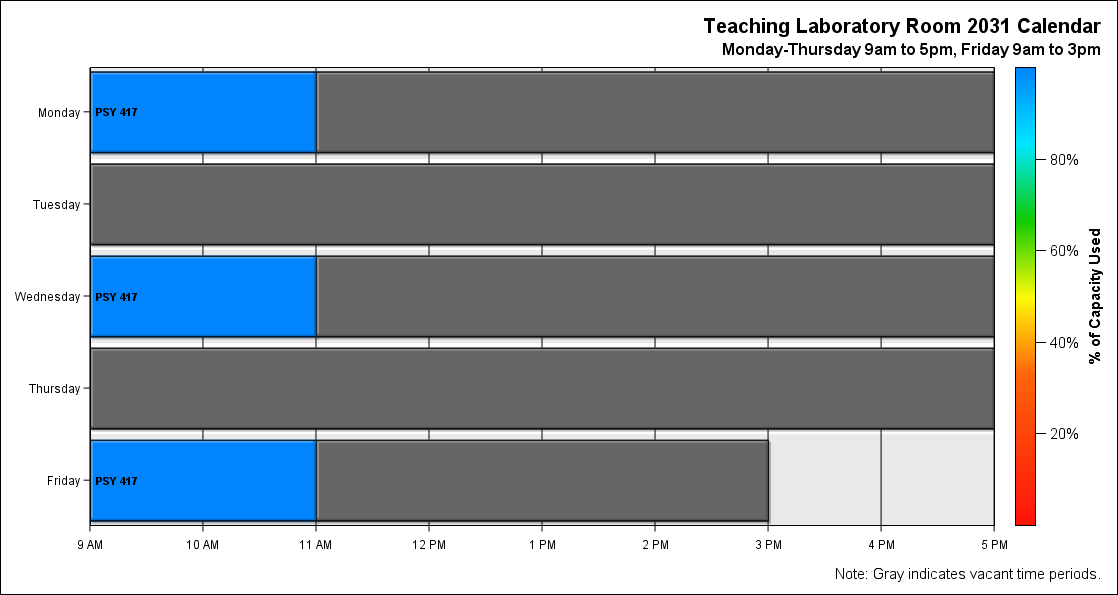 Teaching Laboratory Room 2031 Calendar
Monday-Thursday 9am to 5pm, Friday 9am to 3pm
Monday
PSY 417
Tuesday
Wednesday
PSY 417
Thursday
Friday
PSY 417
9 AM 10 AM 11 AM 12 PM 1 PM 2 PM 3 PM 4 PM 5 PM
80%
60%
40%
20%
% of Capacity Used
Note: Gray indicates vacant time periods.